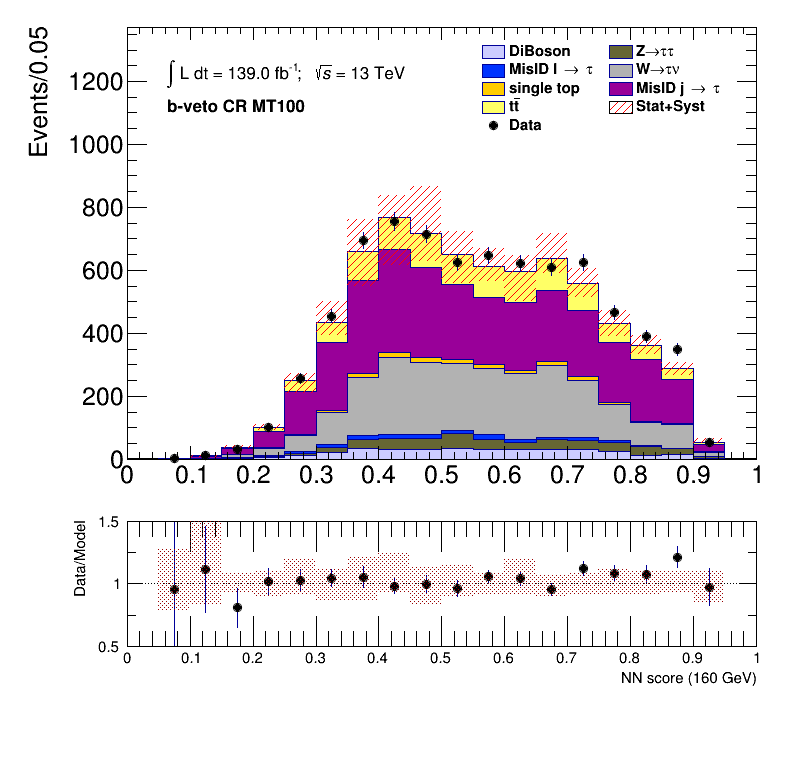 Events/0.05
∫ L dt = 139.0 fb⁻¹; √s = 13 TeV
b-veto CR MT100
DiBoson
MisID l → τ
single top
tt̄
Data
Z→ττ
W→τν
MisID j → τ
Stat+Syst
1200
1000
800
600
400
200
0
0 0.1 0.2 0.3 0.4 0.5 0.6 0.7 0.8 0.9 1
Data/Model
1.5
1
0.5
0 0.1 0.2 0.3 0.4 0.5 0.6 0.7 0.8 0.9 1
NN score (160 GeV)